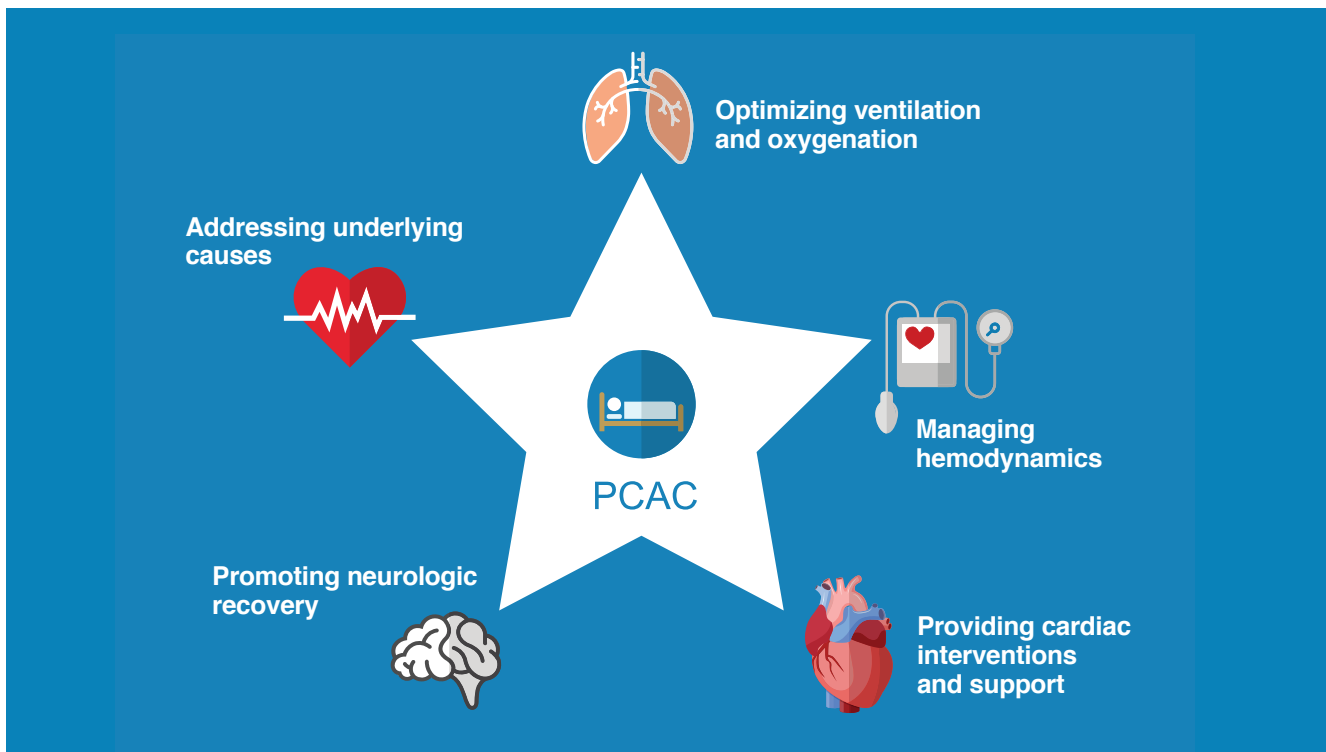 Optimizing ventilation
and oxygenation
Addressing underlying
causes
Managing
hemodynamics
PCAC
Promoting neurologic
recovery
Providing cardiac
interventions
and support